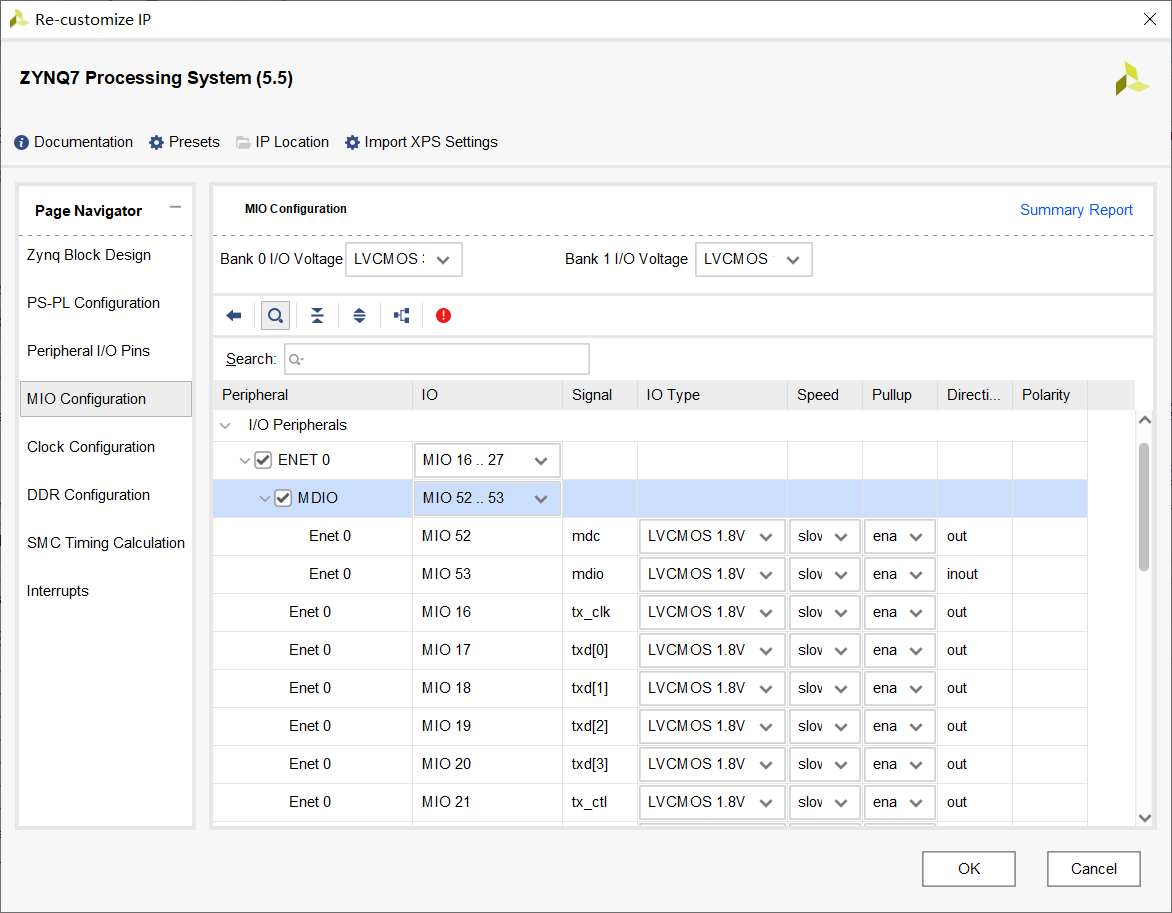 Re-customize IP
ZYNQ7 Processing System (5.5)
Documentation Presets IP Location Import XPS Settings
Page Navigator
Zynq Block Design
PS-PL Configuration
Peripheral I/O Pins
MIO Configuration
Clock Configuration
DDR Configuration
SMC Timing Calculation
Interrupts
MIO Configuration Summary Report
Bank 0 I/O Voltage LVCMOS Bank 1 I/O Voltage LVCMOS
Search:
Peripheral IO Signal IO Type Speed Pullup Directi... Polarity
I/O Peripherals
ENET 0 MIO 16 .. 27
MDIO MIO 52 .. 53
Enet 0 MIO 52 mdc LVCMOS 1.8V slov ena out
Enet 0 MIO 53 mdio LVCMOS 1.8V slov ena inout
Enet 0 MIO 16 tx_clk LVCMOS 1.8V slov ena out
Enet 0 MIO 17 txd[0] LVCMOS 1.8V slov ena out
Enet 0 MIO 18 txd[1] LVCMOS 1.8V slov ena out
Enet 0 MIO 19 txd[2] LVCMOS 1.8V slov ena out
Enet 0 MIO 20 txd[3] LVCMOS 1.8V slov ena out
Enet 0 MIO 21 tx_ctl LVCMOS 1.8V slov ena out
OK Cancel